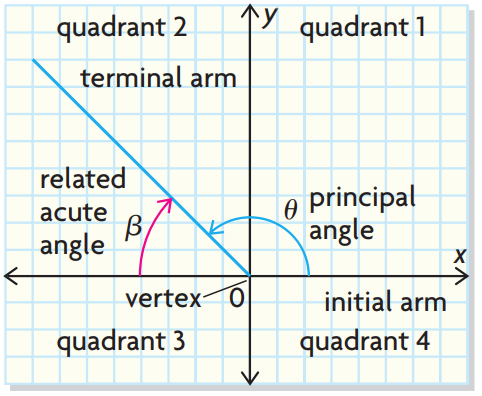 quadrant 2
y
quadrant 1
terminal arm
related
acute
angle
β
θ
principal
angle
x
vertex
0
initial arm
quadrant 3
quadrant 4